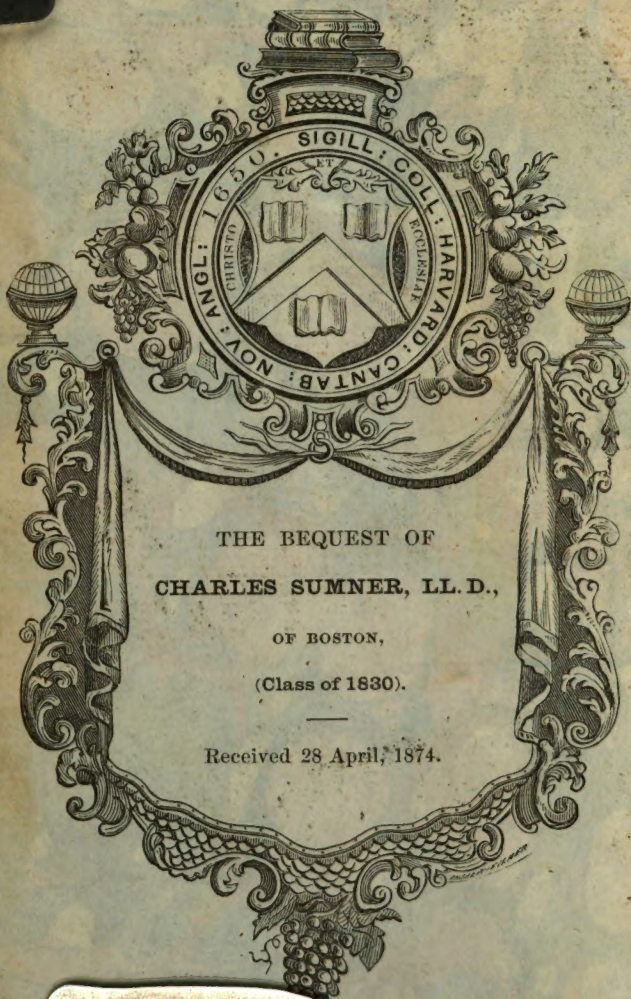 SIGILL: COLL: HARVARD: CANTAB: NOV: ANGL: 1650.
CHRISTO
ET
ECCLESIAE
THE BEQUEST OF
CHARLES SUMNER, LL.D.,
OF BOSTON,
(Class of 1830).
Received 28 April, 1874.